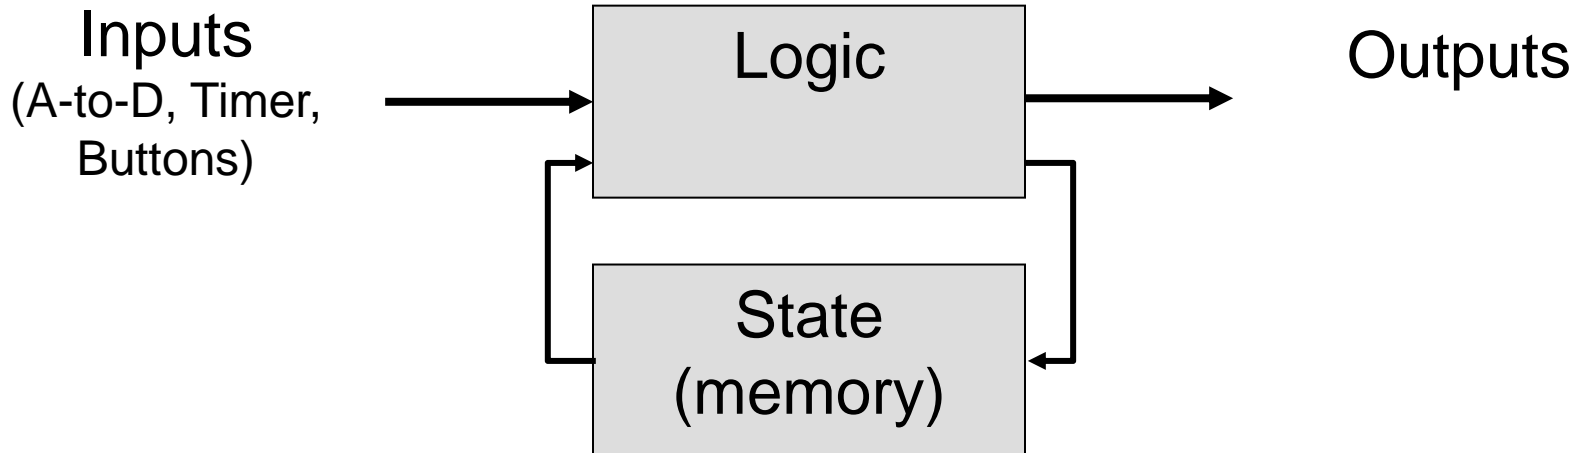 Inputs
(A-to-D, Timer,
Buttons)
Logic
Outputs
State
(memory)